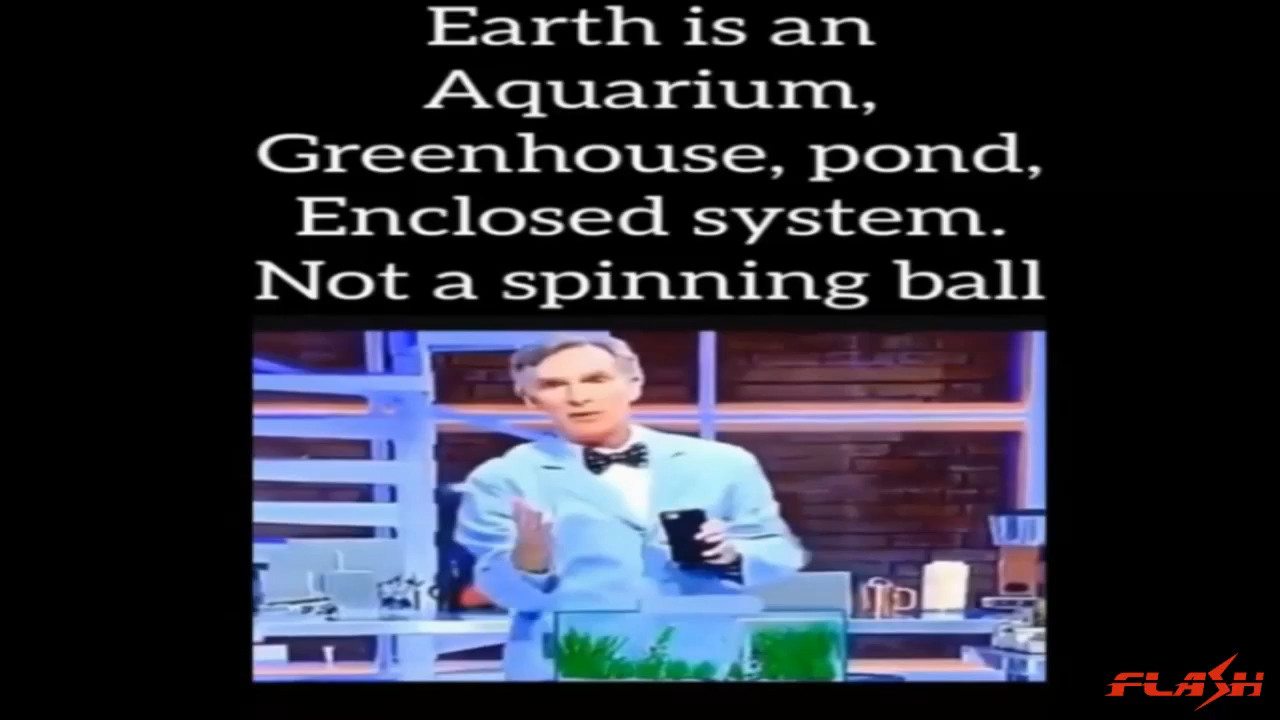 Earth is an
Aquarium,
Greenhouse, pond,
Enclosed system.
Not a spinning ball
FLASH